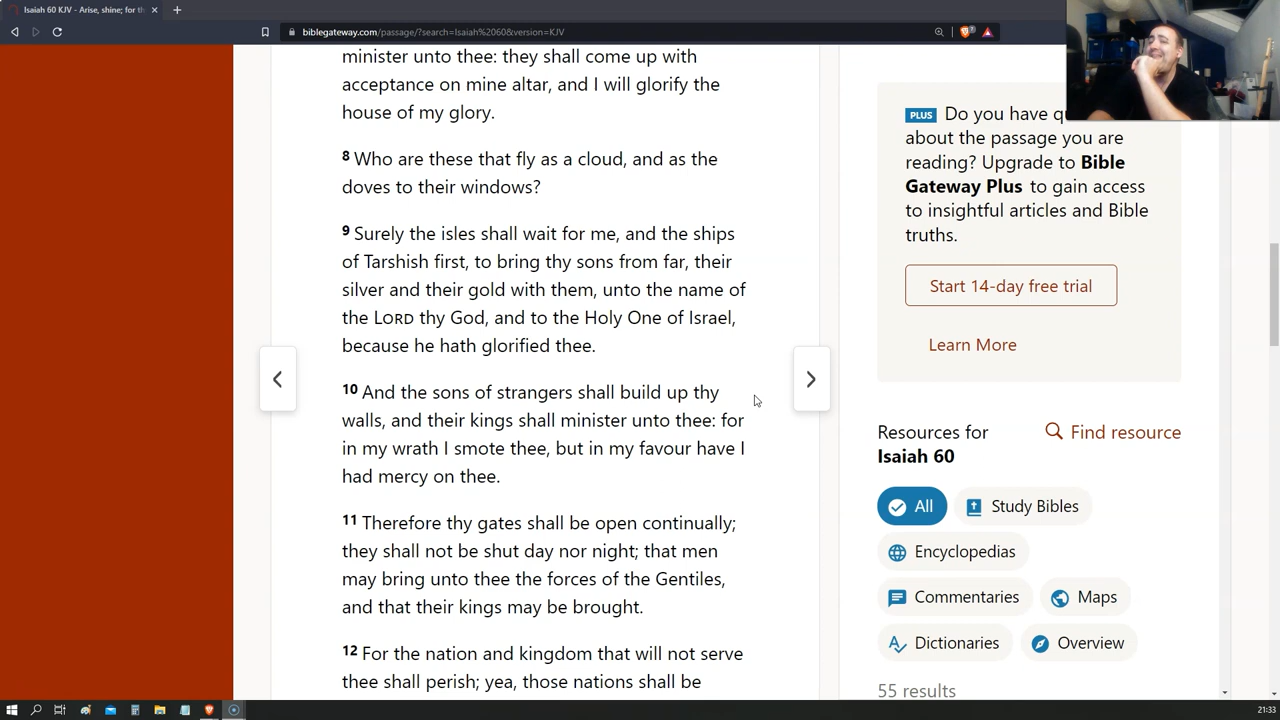 Isaiah 60 KJV - Arise, shine; for th
biblegateway.com/passage/?search=Isaiah%2060&version=KJV
minister unto thee: they shall come up with
acceptance on mine altar, and I will glorify the
house of my glory.
8 Who are these that fly as a cloud, and as the
doves to their windows?
9 Surely the isles shall wait for me, and the ships
of Tarshish first, to bring thy sons from far, their
silver and their gold with them, unto the name of
the LORD thy God, and to the Holy One of Israel,
because he hath glorified thee.
10 And the sons of strangers shall build up thy
walls, and their kings shall minister unto thee: for
in my wrath I smote thee, but in my favour have I
had mercy on thee.
11 Therefore thy gates shall be open continually;
they shall not be shut day nor night; that men
may bring unto thee the forces of the Gentiles,
and that their kings may be brought.
12 For the nation and kingdom that will not serve
thee shall perish; yea, those nations shall be
PLUS Do you have qu
about the passage you are
reading? Upgrade to Bible
Gateway Plus to gain access
to insightful articles and Bible
truths.
Start 14-day free trial
Learn More
Resources for
Isaiah 60
Find resource
All
Study Bibles
Encyclopedias
Commentaries
Maps
Dictionaries
Overview
55 results
21:33